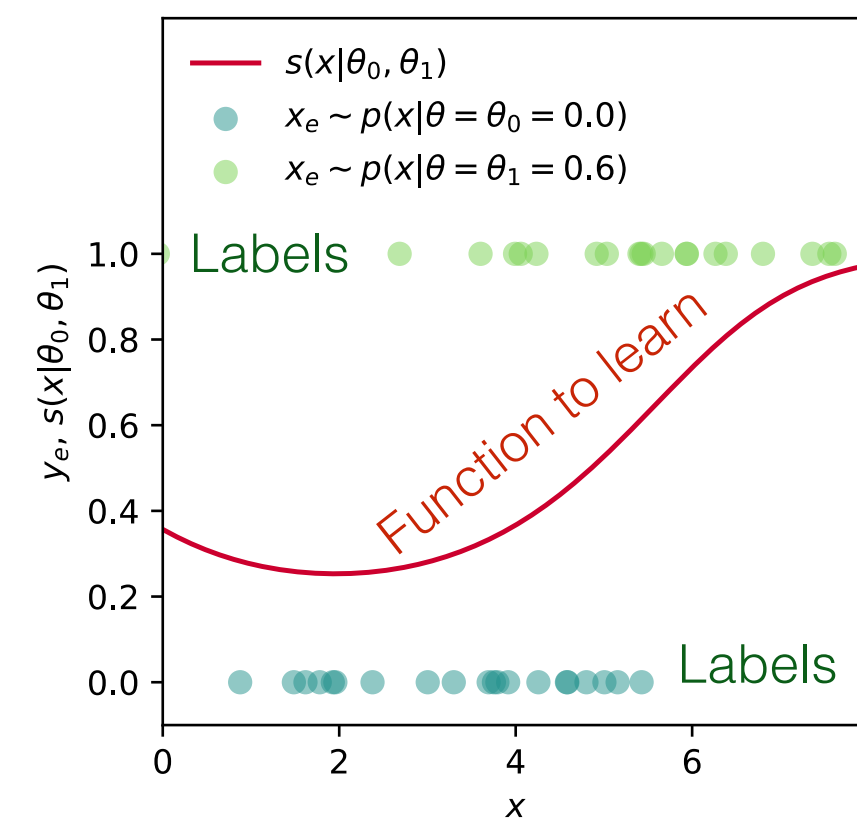 s(x|θ₀, θ₁)
xₑ ~ p(x|θ = θ₀ = 0.0)
xₑ ~ p(x|θ = θ₁ = 0.6)
Labels
1.0
0.8
0.6
0.4
0.2
0.0
yₑ, s(x|θ₀, θ₁)
Function to learn
Labels
0 2 4 6
x